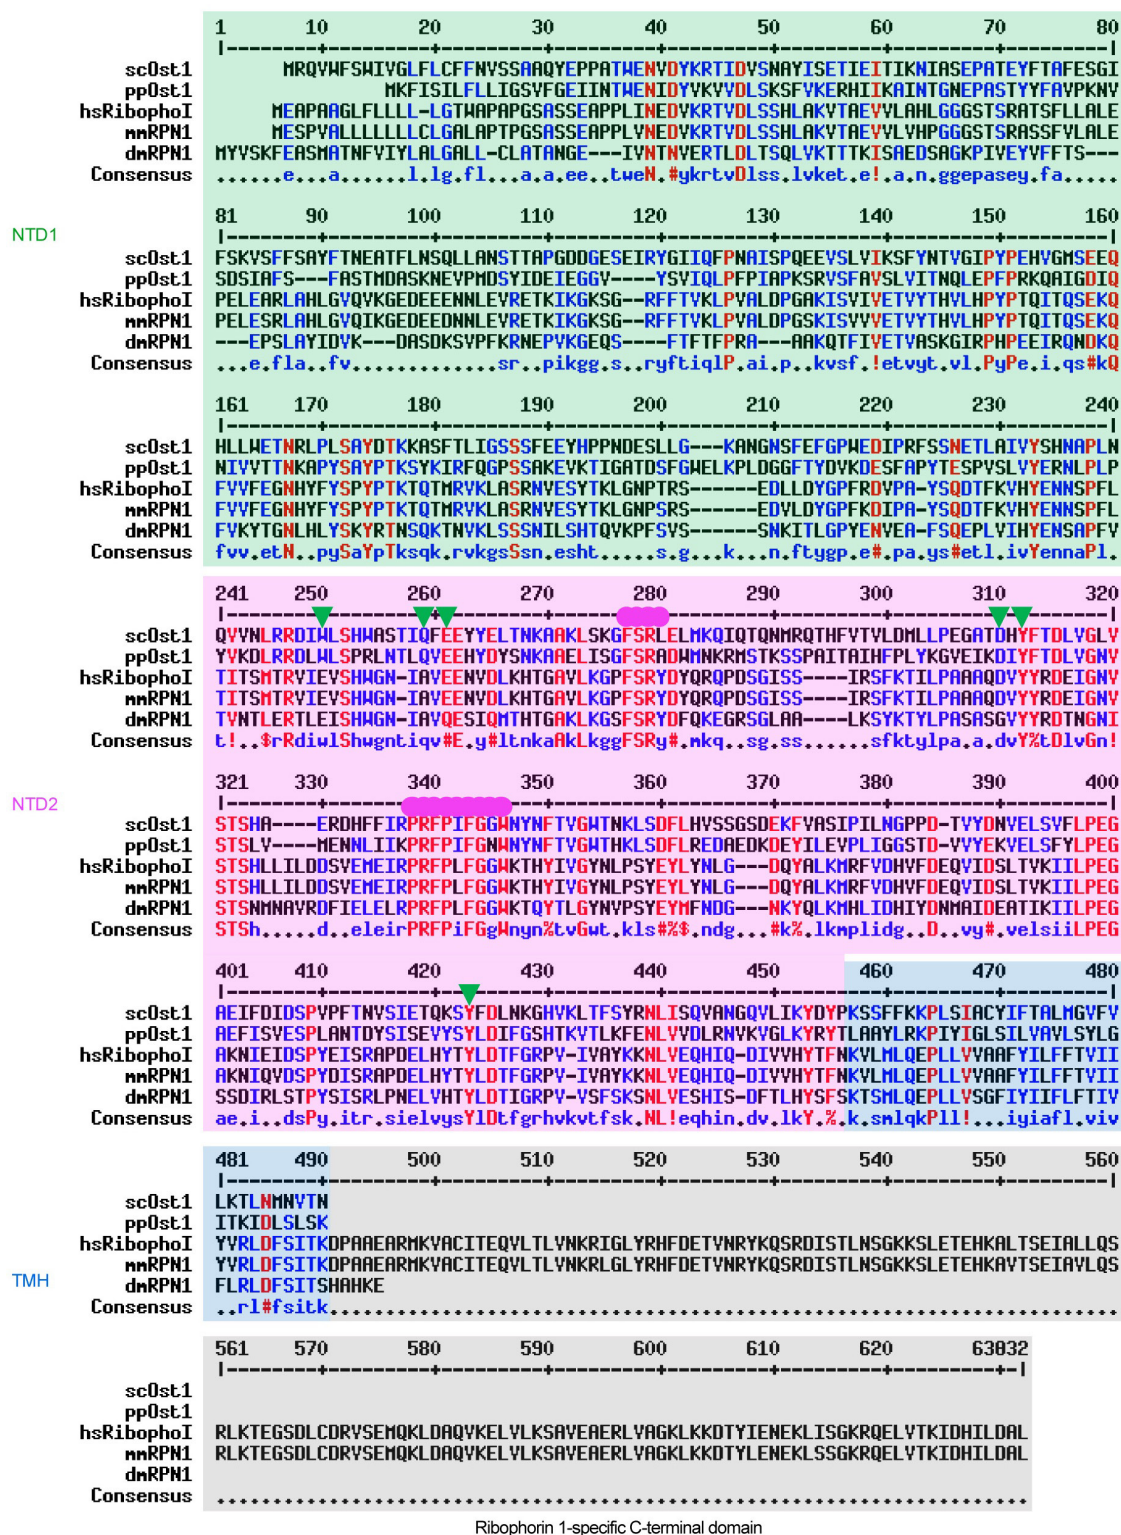 1 10 20 30 40 50 60 70 80
|--------+---------+---------+---------+---------+---------+---------+---------|
scOst1 MRQVWFSWIVGLFLCFFNVSSAAQYEPPATWENVDYKRTIDVSNAYISETIEITIKNIASEPATEYFTAFESGI
ppOst1 MKFISILFLLIGSVFGEIINTWENIDYVKVVDLSKSFVKERHIIKAINTGNEPASTYYFAVPKNV
hsRibophoI MEAPAAGLFLLLL-LGTWAPAPGSASSEAPPLINEDVKRTVDLSSHLAKVTAEVVLAHLGGGSTSRATSFLLALE
mmRPN1 MESPVALLLLLLLCLGALAPTPGSASSEAPPLVNEDVKRTVDLSSHLAKVTAEVVLVHPGGGSTSRASSFVLALE
dmRPN1 MYVSKFEASMATNFVIYLALGALL-CLATANGE---IVNTNVERTLDLTSQLVKTTTKISAEDSAGKPIVEYVFFTS---
Consensus ......e...a......l.lg.fl...a.a.ee..tweN.#ykrtvDlss.lvket.e!.a.n.ggepasey.fa.....
NTD1
81 90 100 110 120 130 140 150 160
|--------+---------+---------+---------+---------+---------+---------+---------|
scOst1 FSKVSFFSAYFTNEATFLNSQLLANSTTAPGDDGESEIRYGIIQFPNAISPQEEVSLVIKSFYNTVGIPYPEHVGMSEEQ
ppOst1 SDSIAFS---FASTMDASKNEVPMDSYIDEIEGGV----YSVIQLPFPIAPKSRVSFAVSLVITNQLEPFPRKQAIGDIQ
hsRibophoI PELEARLAHLGVQVKGEDEEENNLEVRETKIKGKSG--RFFTVKLPVALDPGAKISVIVETVYTHVLHPYPTQITQSEKQ
mmRPN1 PELESRLAHLGVQIKGEDEEDNNLEVRETKIKGKSG--RFFTVKLPVALDPGSKISVVVETVYTHVLHPYPTQITQSEKQ
dmRPN1 ---EPSLAYIDVK----DASDKSVPFKRNEPVKGEQS----FTFTFPRA---AAKQTFIVETVASKGIRPHPEEIRQNDKQ
Consensus ...e.fla..fv.............sr..pikgg.s..ryftiqlP.ai.p..kvsf.!etvyt.vl.PyPe.i.qs#kQ
161 170 180 190 200 210 220 230 240
|--------+---------+---------+---------+---------+---------+---------+---------|
scOst1 HLLWETNRLPLSAYDTKKASFTLIGSSSFEEYHPPNDESLLG---KANGNSFEFGPWEDIPRFSSNETLAIVYSHNAPLN
ppOst1 NIVVTTNKAPYSAYPTKSYKIRFQGPSSAKEVKTIGATDSFGWELKPLDGGFTYDVKDESFAPYTESPVSLVYERNLPLP
hsRibophoI FVVFEGNHYFYSPYPTKTQTMRVKLASRNVESYTKLGNPTRS------EDLLDYGPFRDVPA-YSQDTFKVHYENNSPFL
mmRPN1 FVVFEGNHYFYSPYPTKTQTMRVKLASRNVESYTKLGNPSRS------EDVLDYGPFKDIPA-YSQDTFKVHYENNSPFL
dmRPN1 FVKYTGNLHLYSKYRTNSQKTNVKLSSSNILSHTQVKPFSVS------SNKITLGPYENVEA-FSQEPLVIHYENSAPFV
Consensus fvv.etN..pySaYpTksqk.rvkgsSsn.esht.....s.g...k...n.ftygp.e#.pa.ys#etl.ivYennaPl.
241 250 260 270 280 290 300 310 320
|--------+---------+---------+---------+---------+---------+---------+---------|
scOst1 QVVNLRRDIWLSHWASTIQFEEYYELTNKAAKLSKGFSRLELMKQIQTQNMRQTHFVTVLDMLLPEGATDHYFTDLVGLV
ppOst1 YVKDLRRDLWLSPRLNTLQVEEHYDYSNKAAELISGFSRADWMNKRMSTKSSPAITAIHFPLYKGVEIKDIYFTDLVGNV
hsRibophoI TITSMTRVIEVSHWGN-IAVEENVDLKHTGAVLKGPFSRYDYQRQPDSGISS----IRSFKTILPAAAQDVYYRDEIGNV
mmRPN1 TITSMTRVIEVSHWGN-IAVEENVDLKHTGAVLKGPFSRYDYQRQPDSGISS----IRSFKTILPAAAQDVYYRDEIGNV
dmRPN1 TVNTLERTLEISHWGN-IAVQESIQMTHTGAKLKGSFSRYDFQKEGRSGLAA----LKSYKTYLPASASGVYYRDTNGNI
Consensus t!..$rRdiwlShwgntiqv#E.y#ltnkaAkLkggFSRy#.mkq..sg.ss......sfktylpa.a.dvY%tDlvGn!
NTD2
321 330 340 350 360 370 380 390 400
|--------+---------+---------+---------+---------+---------+---------+---------|
scOst1 STSHA----ERDHFFIRPRFPIFGGWNYNFTVGWTNKLSDFLHVSSGSDEKFVASIPILNGPPD-TVYDNVELSVFLPEG
ppOst1 STSLV----MENNLIIKPRFPIFGNWNYNFTVGWTHKLSDFLREDAEDKDEYILEVPLIGGSTD-VVYEKVELSFYLPEG
hsRibophoI STSHLLILDDSVEMEIRPRFPLFGGWKTHYIVGYNLPSYEYLYNLG---DQYALKMRFVDHVFDEQVIDSLTVKIILPEG
mmRPN1 STSHLLILDDSVEMEIRPRFPLFGGWKTHYIVGYNLPSYEYLYNLG---DQYALKMRFVDHVFDEQVIDSLTVKIILPEG
dmRPN1 STSNMNAVRDFIELELRPRFPLFGGWKTQYTLGYNVPSYEYMFNDG---NKYQLKMHLIDHIYDNMAIDEATIKIILPEG
Consensus STSh.....d..eleirPRFPiFGgWnyn%tvGwt.kls#%$.ndg...#k%.lkmplidg..D..vy#.velsiiLPEG
401 410 420 430 440 450 460 470 480
|--------+---------+---------+---------+---------+---------+---------+---------|
scOst1 AEIFDIDSPVPFTNVSIETQKSYFDLNKGHVKLTFSYRNLISQVANGQVLIKYDYPKSSFFKKPLSIACYIFTALMGVFV
ppOst1 AEFISVESPLANTDYSISEVYSYLDIFGSHTKVTLKFENLVVDLRNVKVGLKYRYTLAAYLRKPIYIGLSILVAVLSYLG
hsRibophoI AKNIEIDSPYEISRAPDELHYTYLDTFGRPV-IVAYKKNLVEQHIQ-DIVVHYTFNKVLMLQEPLLVVAAFYILFFTVII
mmRPN1 AKNIQVDSPYDISRAPDELHYTYLDTFGRPV-IVAYKKNLVEQHIQ-DIVVHYTFNKVLMLQEPLLVVAAFYILFFTVII
dmRPN1 SSDIRLSTPYSISRLPNELVHTYLDTIGRPV-VSFSKSNLVESHIS-DFTLHYSFSKTSMLQEPLLVSGFIYIIFLFTIV
Consensus ae.i..dsPy.itr.sielvysYlDtfgrhvkvtfsk.NL!eqhin.dv.lkY.%.k.smlqkPll!...iyiafl.viv
481 490 500 510 520 530 540 550 560
|--------+---------+---------+---------+---------+---------+---------+---------|
scOst1 LKTLNMNVTN
ppOst1 ITKIDLSLSK
hsRibophoI YVRLDFSITKDPAAEARMKVACITEQVLTLVNKRIGLYRHFDETVNRYKQSRDISTLNSGKKSLETEHKALTSEIALLQS
mmRPN1 YVRLDFSITKDPAAEARMKVACITEQVLTLVNKRLGLYRHFDETVNRYKQSRDISTLNSGKKSLETEHKAVTSEIAVLQS
TMH
dmRPN1 FLRLDFSITSHAHKE
Consensus ..rl#fsitk......................................................................
561 570 580 590 600 610 620 63032
|--------+---------+---------+---------+---------+---------+---------+-|
scOst1
ppOst1
hsRibophoI RLKTEGSDLCDRVSEMQKLDAQVKELVLKSAVEAERLVAGKLKKDTYIENEKLISGKRQELVTKIDHILDAL
mmRPN1 RLKTEGSDLCDRVSEMQKLDAQVKELVLKSAVEAERLVAGKLKKDTYLENEKLSSGKRQELVTKIDHILDAL
dmRPN1
Consensus ........................................................................
Ribophorin 1-specific C-terminal domain